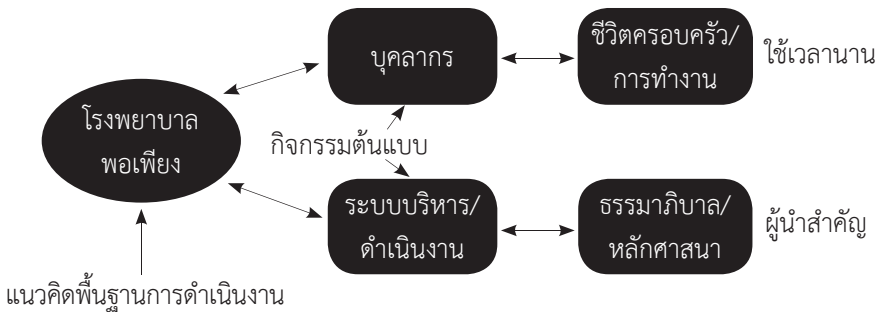 บุคลากร
ชีวิตครอบครัว/
การทำงาน
ใช้เวลานาน
โรงพยาบาล
พอเพียง
กิจกรรมต้นแบบ
ระบบบริหาร/
ดำเนินงาน
ธรรมาภิบาล/
หลักศาสนา
ผู้นำสำคัญ
แนวคิดพื้นฐานการดำเนินงาน